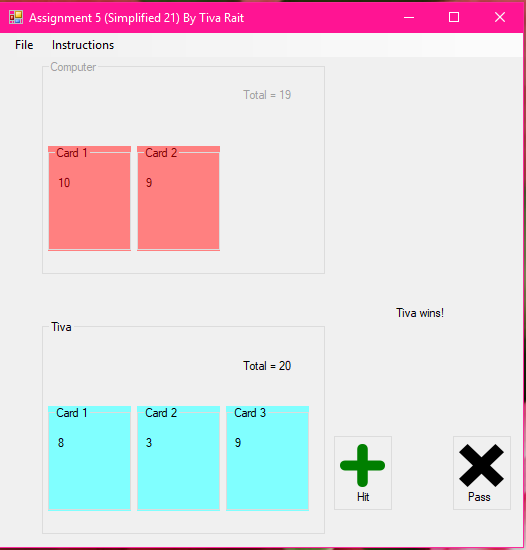 Assignment 5 (Simplified 21) By Tiva Rait
File Instructions
Computer
Total = 19
Card 1 Card 2
10 9
Tiva wins!
Tiva
Total = 20
Card 1 Card 2 Card 3
8 3 9
Hit Pass